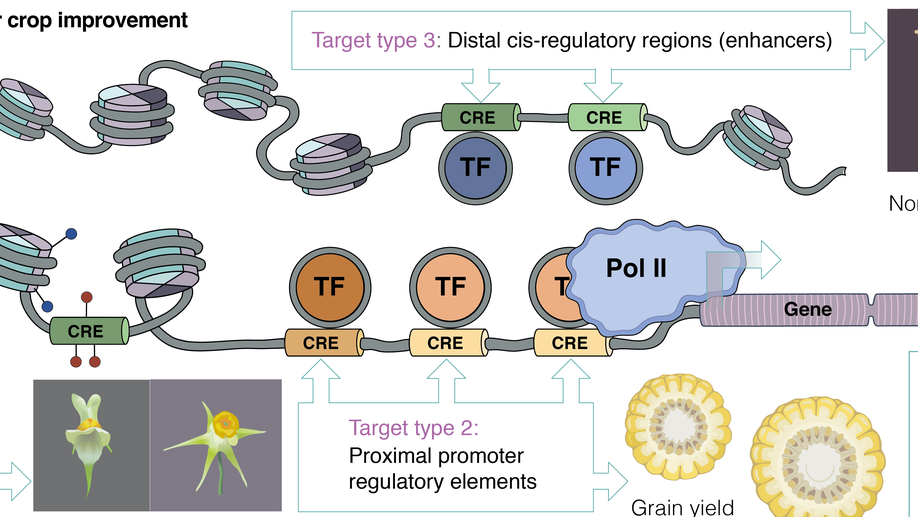 r crop improvement
Target type 3: Distal cis-regulatory regions (enhancers)
CRE
CRE
TF
TF
Nor
TF
TF
T
Pol II
Gene
CRE
CRE
CRE
CRE
Target type 2:
Proximal promoter
regulatory elements
Grain yield